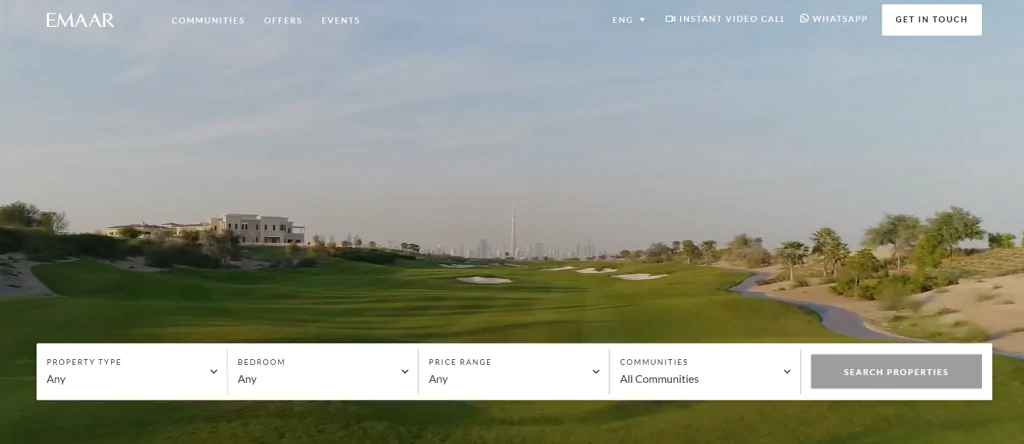 EMAAR
COMMUNITIES OFFERS EVENTS
ENG INSTANT VIDEO CALL WHATSAPP GET IN TOUCH
PROPERTY TYPE
Any
BEDROOM
Any
PRICE RANGE
Any
COMMUNITIES
All Communities
SEARCH PROPERTIES